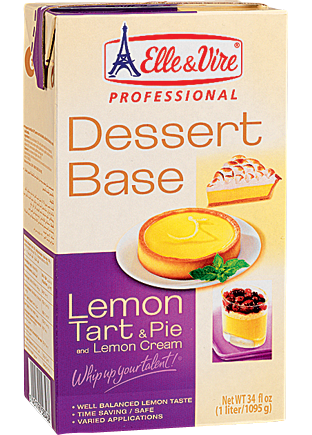 Elle&Vire®
PROFESSIONAL
Dessert
Base
Lemon
Tart & Pie
and Lemon Cream
Whip up your talent!®
• WELL BALANCED LEMON TASTE
• TIME SAVING / SAFE
• VARIED APPLICATIONS
Net WT 34 fl oz
(1 liter/1095 g)